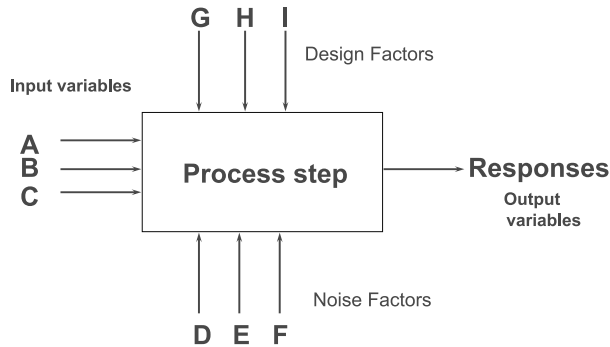 G H I
Design Factors
Input variables
A
B
C
Process step
Responses
Output
variables
Noise Factors
D E F